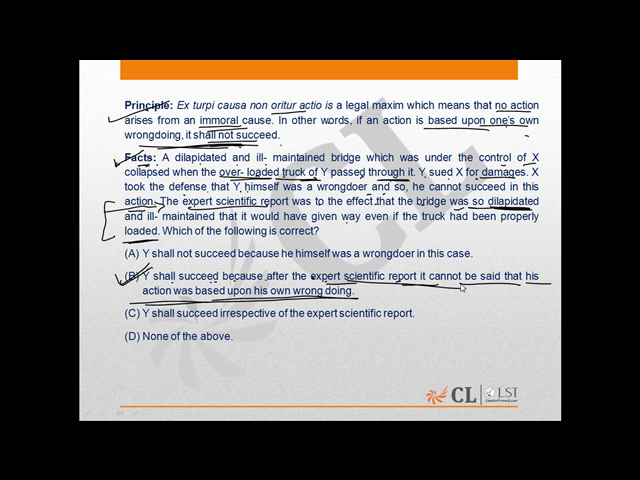 Principle: Ex turpi causa non oritur actio is a legal maxim which means that no action
arises from an immoral cause. In other words, if an action is based upon one's own
wrongdoing, it shall not succeed.
Facts: A dilapidated and ill- maintained bridge which was under the control of X
collapsed when the over- loaded truck of Y passed through it. Y sued X for damages. X
took the defense that Y himself was a wrongdoer and so, he cannot succeed in this
action. The expert scientific report was to the effect that the bridge was so dilapidated
and ill- maintained that it would have given way even if the truck had been properly
loaded. Which of the following is correct?
(A) Y shall not succeed because he himself was a wrongdoer in this case.
(B) Y shall succeed because after the expert scientific report it cannot be said that his
action was based upon his own wrong doing.
(C) Y shall succeed irrespective of the expert scientific report.
(D) None of the above.
CL
CL LST